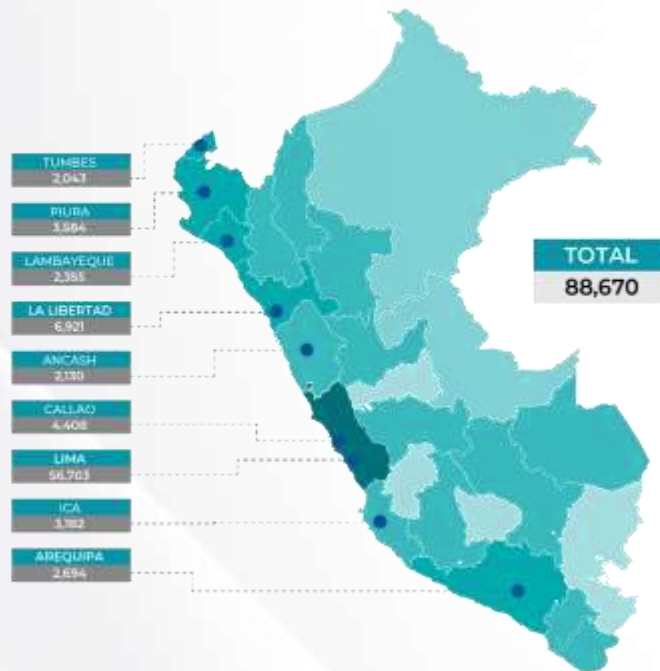 TUMBES
2,043
PIURA
3,584
LAMBAYEQUE
2,355
LA LIBERTAD
6,921
ANCASH
2,130
CALLAO
4,408
LIMA
56,703
ICA
3,182
AREQUIPA
2,694
TOTAL
88,670